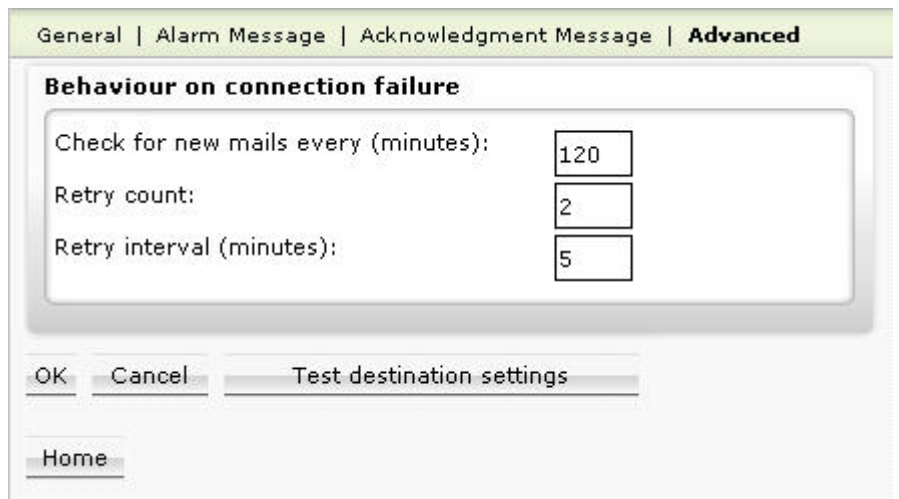 General | Alarm Message | Acknowledgment Message | Advanced
Behaviour on connection failure
Check for new mails every (minutes): 120
Retry count: 2
Retry interval (minutes): 5
OK Cancel Test destination settings
Home